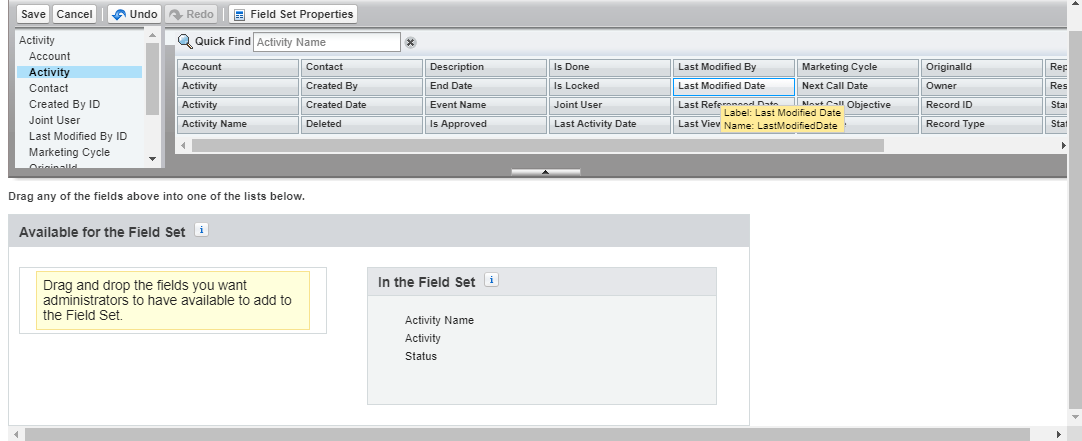 Save Cancel Undo Redo Field Set Properties
Activity
Account
Activity
Contact
Created By ID
Joint User
Last Modified By ID
Marketing Cycle
OriginalId
Quick Find Activity Name
Account Contact Description Is Done Last Modified By Marketing Cycle OriginalId Rep
Activity Created By End Date Is Locked Last Modified Date Next Call Date Owner Res
Activity Created Date Event Name Joint User Last Referenced Date Next Call Objective Record ID Star
Activity Name Deleted Is Approved Last Activity Date Last View Record Type Stat
Label: Last Modified Date
Name: LastModifiedDate
Drag any of the fields above into one of the lists below.
Available for the Field Set i
Drag and drop the fields you want
administrators to have available to add to
the Field Set.
In the Field Set i
Activity Name
Activity
Status